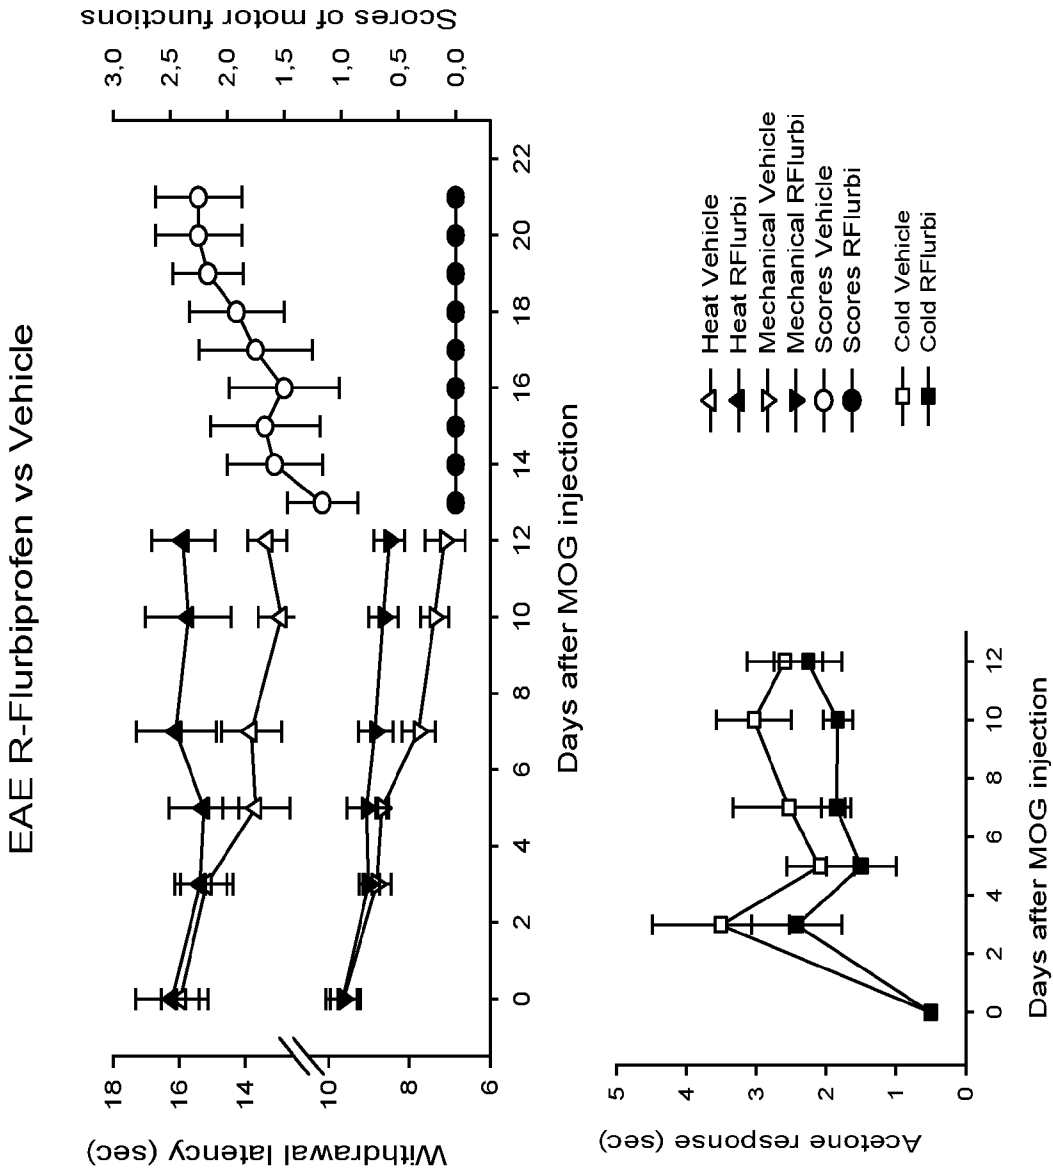 EAE R-Flurbiprofen vs Vehicle
Withdrawal latency (sec)
18
16
14
10
8
6
Scores of motor functions
3,0
2,5
2,0
1,5
1,0
0,5
0,0
0 2 4 6 8 10 12 14 16 18 20 22
Days after MOG injection
Acetone response (sec)
5
4
3
2
1
0
0 2 4 6 8 10 12
Days after MOG injection
Heat Vehicle
Heat RFlurbi
Mechanical Vehicle
Mechanical RFlurbi
Scores Vehicle
Scores RFlurbi
Cold Vehicle
Cold RFlurbi